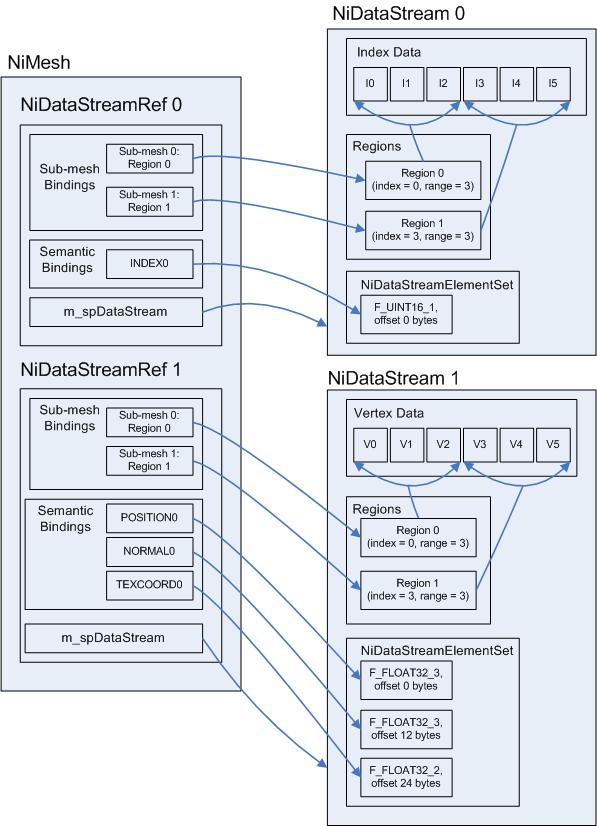 NiMesh
NiDataStreamRef 0
Sub-mesh
Bindings
Sub-mesh 0:
Region 0
Sub-mesh 1:
Region 1
Semantic
Bindings
INDEX0
m_spDataStream
NiDataStreamRef 1
Sub-mesh
Bindings
Sub-mesh 0:
Region 0
Sub-mesh 1:
Region 1
Semantic
Bindings
POSITION0
NORMAL0
TEXCOORD0
m_spDataStream
NiDataStream 0
Index Data
I0 I1 I2 I3 I4 I5
Regions
Region 0
(index = 0, range = 3)
Region 1
(index = 3, range = 3)
NiDataStreamElementSet
F_UINT16_1,
offset 0 bytes
NiDataStream 1
Vertex Data
V0 V1 V2 V3 V4 V5
Regions
Region 0
(index = 0, range = 3)
Region 1
(index = 3, range = 3)
NiDataStreamElementSet
F_FLOAT32_3,
offset 0 bytes
F_FLOAT32_3,
offset 12 bytes
F_FLOAT32_2,
offset 24 bytes